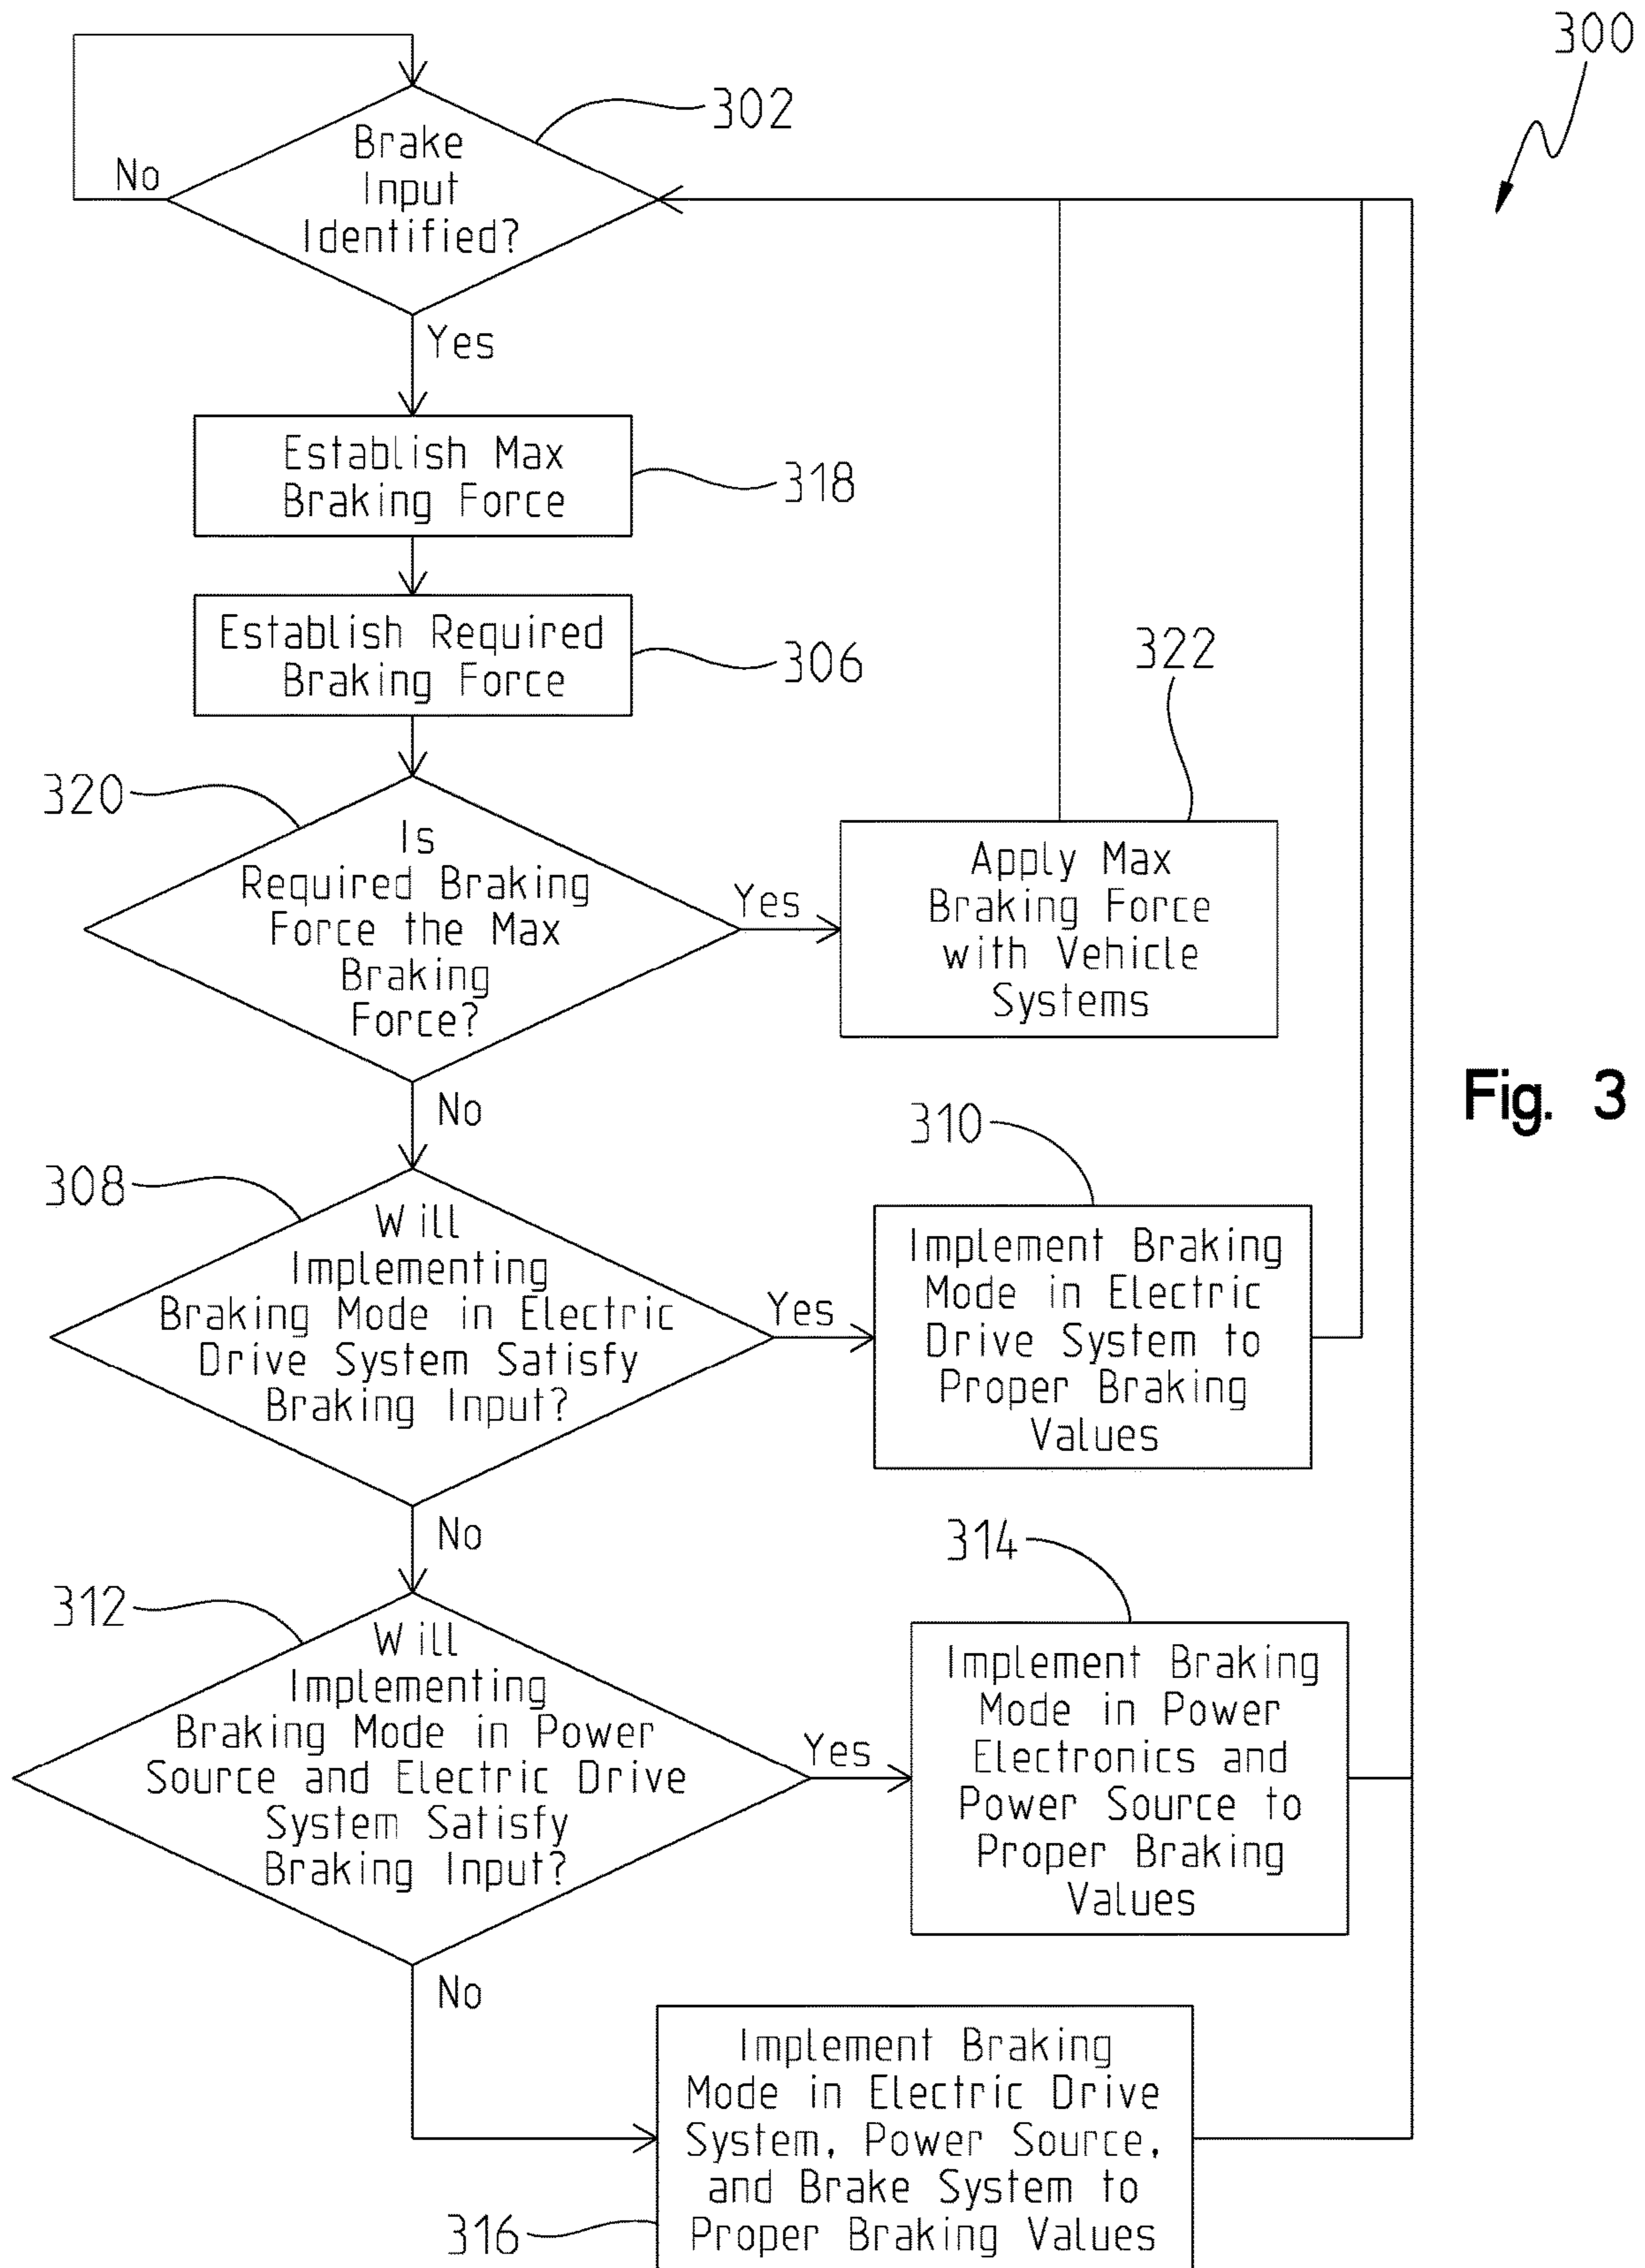 300
302
Brake
Input
Identified?
No
Yes
Establish Max
Braking Force
318
Establish Required
Braking Force
306
320
Is
Required Braking
Force the Max
Braking
Force?
Yes
322
Apply Max
Braking Force
with Vehicle
Systems
No
Fig. 3
308
Will
Implementing
Braking Mode in Electric
Drive System Satisfy
Braking Input?
Yes
310
Implement Braking
Mode in Electric
Drive System to
Proper Braking
Values
No
312
Will
Implementing
Braking Mode in Power
Source and Electric Drive
System Satisfy
Braking Input?
Yes
314
Implement Braking
Mode in Power
Electronics and
Power Source to
Proper Braking
Values
No
Implement Braking
Mode in Electric Drive
System, Power Source,
and Brake System to
Proper Braking Values
316